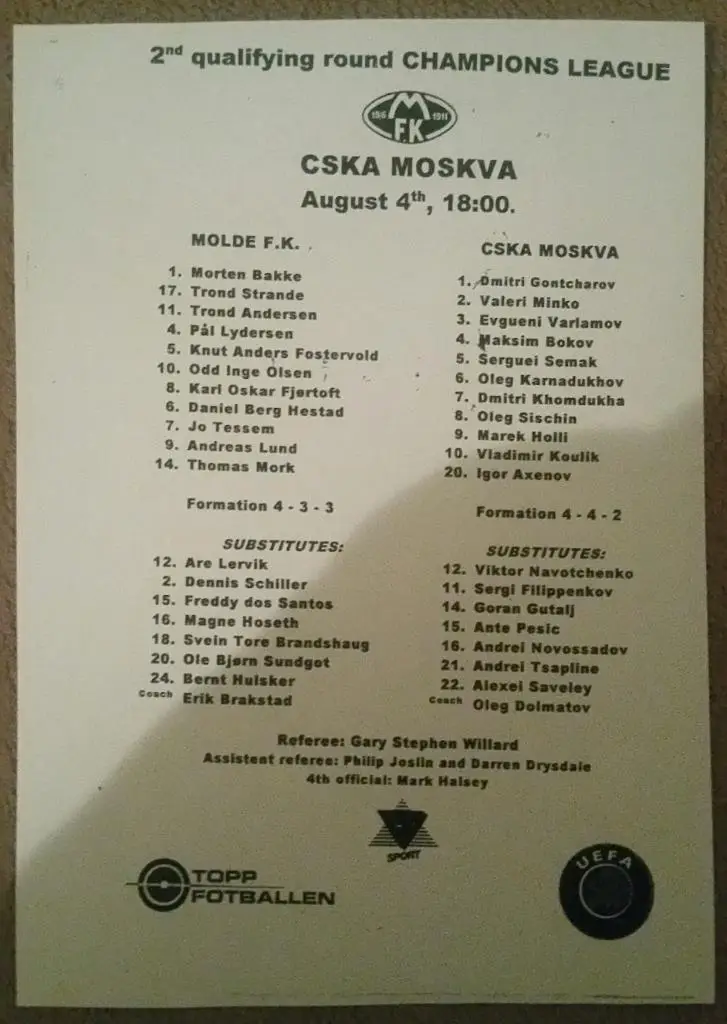 2nd qualifying round CHAMPIONS LEAGUE
M
19/6 1911
F.K
CSKA MOSKVA
August 4th, 18:00.
MOLDE F.K.
1. Morten Bakke
17. Trond Strande
11. Trond Andersen
4. Pål Lydersen
5. Knut Anders Fostervold
10. Odd Inge Olsen
8. Karl Oskar Fjørtoft
6. Daniel Berg Hestad
7. Jo Tessem
9. Andreas Lund
14. Thomas Mork
Formation 4 - 3 - 3
SUBSTITUTES:
12. Are Lervik
2. Dennis Schiller
15. Freddy dos Santos
16. Magne Hoseth
18. Svein Tore Brandshaug
20. Ole Bjørn Sundgot
24. Bernt Hulsker
Coach Erik Brakstad
CSKA MOSKVA
1. Dmitri Gontcharov
2. Valeri Minko
3. Evgueni Varlamov
4. Maksim Bokov
5. Serguei Semak
6. Oleg Karnadukhov
7. Dmitri Khomdukha
8. Oleg Sischin
9. Marek Holli
10. Vladimir Koulik
20. Igor Axenov
Formation 4 - 4 - 2
SUBSTITUTES:
12. Viktor Navotchenko
11. Sergi Filippenkov
14. Goran Gutalj
15. Ante Pesic
16. Andrei Novossadov
21. Andrei Tsapline
22. Alexei Saveley
Coach Oleg Dolmatov
Referee: Gary Stephen Willard
Assistent referee: Philip Joslin and Darren Drysdale
4th official: Mark Halsey
SPORT
TOPP
FOTBALLEN
UEFA